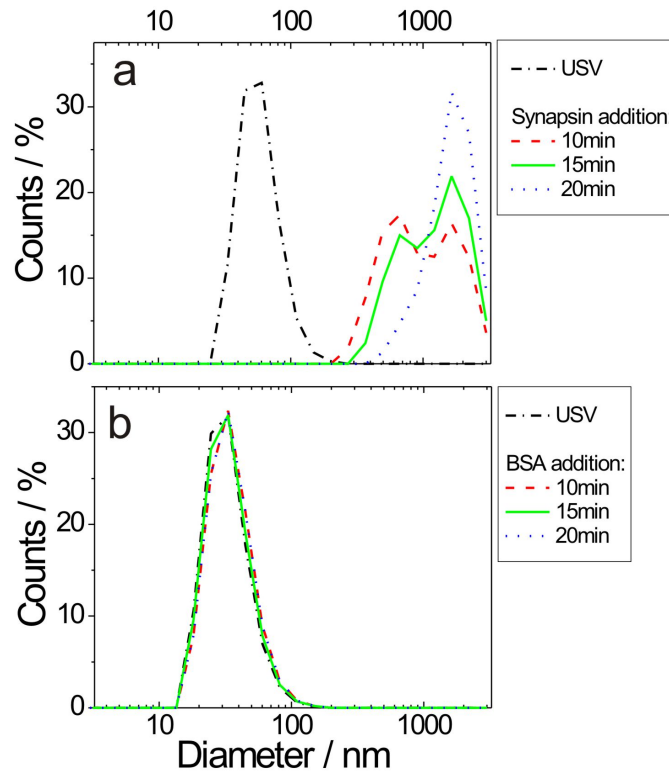 10 100 1000
a
30
20
10
0
Counts / %
USV
Synapsin addition:
10min
15min
20min
b
30
20
10
0
Counts / %
10 100 1000
Diameter / nm
USV
BSA addition:
10min
15min
20min